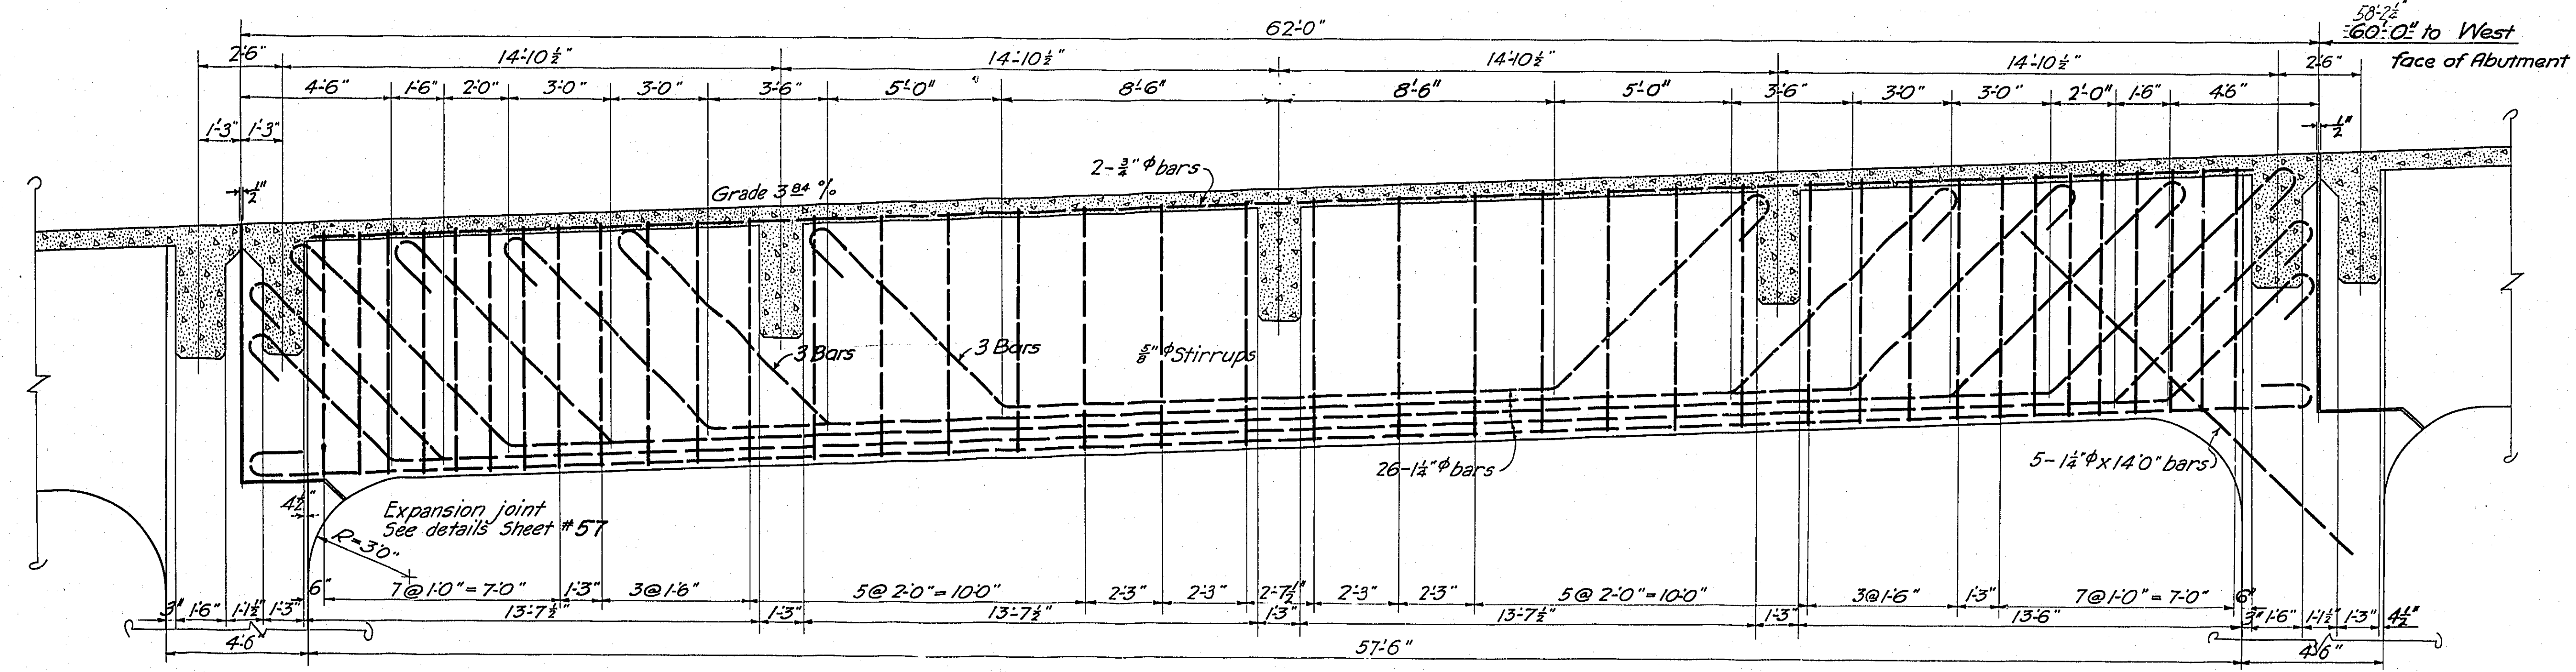 58'-2¼"
62'-0"
60'-0" to West
face of Abutment
2'-6" 14'-10½" 14'-10½" 14'-10½" 14'-10½" 2'-6"
4'-6" 1'-6" 2'-0" 3'-0" 3'-0" 3'-6" 5'-0" 8'-6" 8'-6" 5'-0" 3'-6" 3'-0" 3'-0" 2'-0" 1'-6" 4'-6"
1'-3" 1'-3"
½"
2-¾"ϕ bars
Grade 3.84 %
½"
3 Bars
3 Bars
⅝"ϕ Stirrups
26-1¼"ϕ bars
5-1¼"ϕ x 14'0" bars
4½"
Expansion joint
See details Sheet #57
R=3'0"
6" 7@1'-0"=7'-0" 1'-3" 3@1'-6" 5@2'-0"=10'-0" 2'-3" 2'-3" 2'-7½" 2'-3" 2'-3" 5@2'-0"=10'-0" 3@1'-6" 1'-3" 7@1'-0"=7'-0" 6"
3" 1'-6" 1'-1½" 1'-3" 13'-7½" 1'-3" 13'-7½" 1'-3" 13'-7½" 1'-3" 13'-6 3" 1'-6" 1'-1½" 1'-3" 4½"
4'-6" 57'-6" 4'-6"